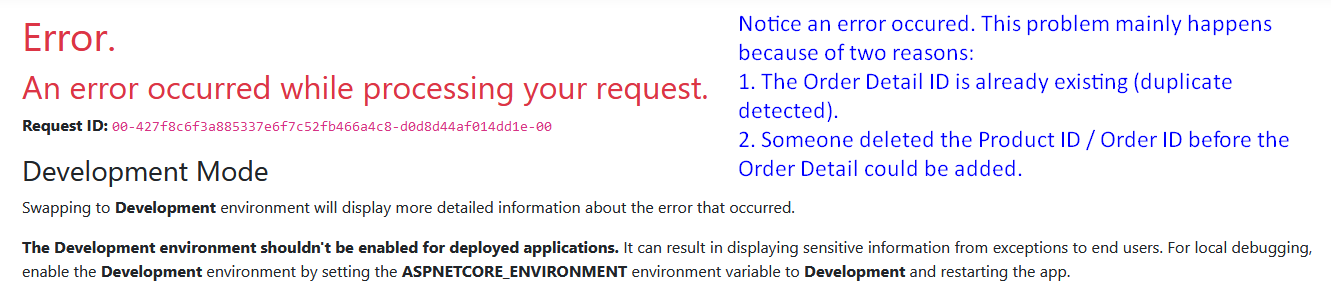 Error.
An error occurred while processing your request.
Request ID: 00-427f8c6f3a885337e6f7c52fb466a4c8-d0d8d44af014dd1e-00
Development Mode
Swapping to Development environment will display more detailed information about the error that occurred.
The Development environment shouldn't be enabled for deployed applications. It can result in displaying sensitive information from exceptions to end users. For local debugging,
enable the Development environment by setting the ASPNETCORE_ENVIRONMENT environment variable to Development and restarting the app.
Notice an error occured. This problem mainly happens
because of two reasons:
1. The Order Detail ID is already existing (duplicate
detected).
2. Someone deleted the Product ID / Order ID before the
Order Detail could be added.